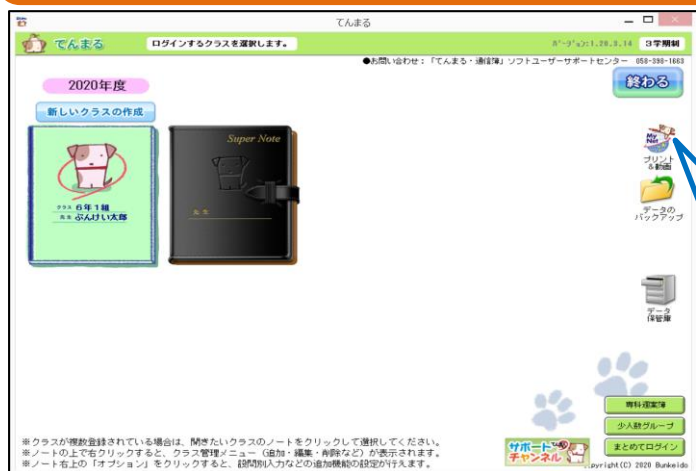 てんまる
てんまる
ログインするクラスを選択します。
3学期制
●お問い合わせ：「てんまる・通信簿」ソフトユーザーサポートセンター 058-398-1663
2020年度
終わる
新しいクラスの作成
Super Note
クラス 6年1組
先生 ぶんけい太郎
先生
My Not
プリント
&動画
データの
バックアップ
データ
保管庫
専科週案簿
少人数グループ
まとめてログイン
サポート
チャンネル
※クラスが複数登録されている場合は、開きたいクラスのノートをクリックして選択してください。
※ノートの上で右クリックすると、クラス管理メニュー（追加・編集・削除など）が表示されます。
※ノート右上の「オプション」をクリックすると、設問別入力などの追加機能の設定が行えます。
pyright(C) 2020 Bunkei